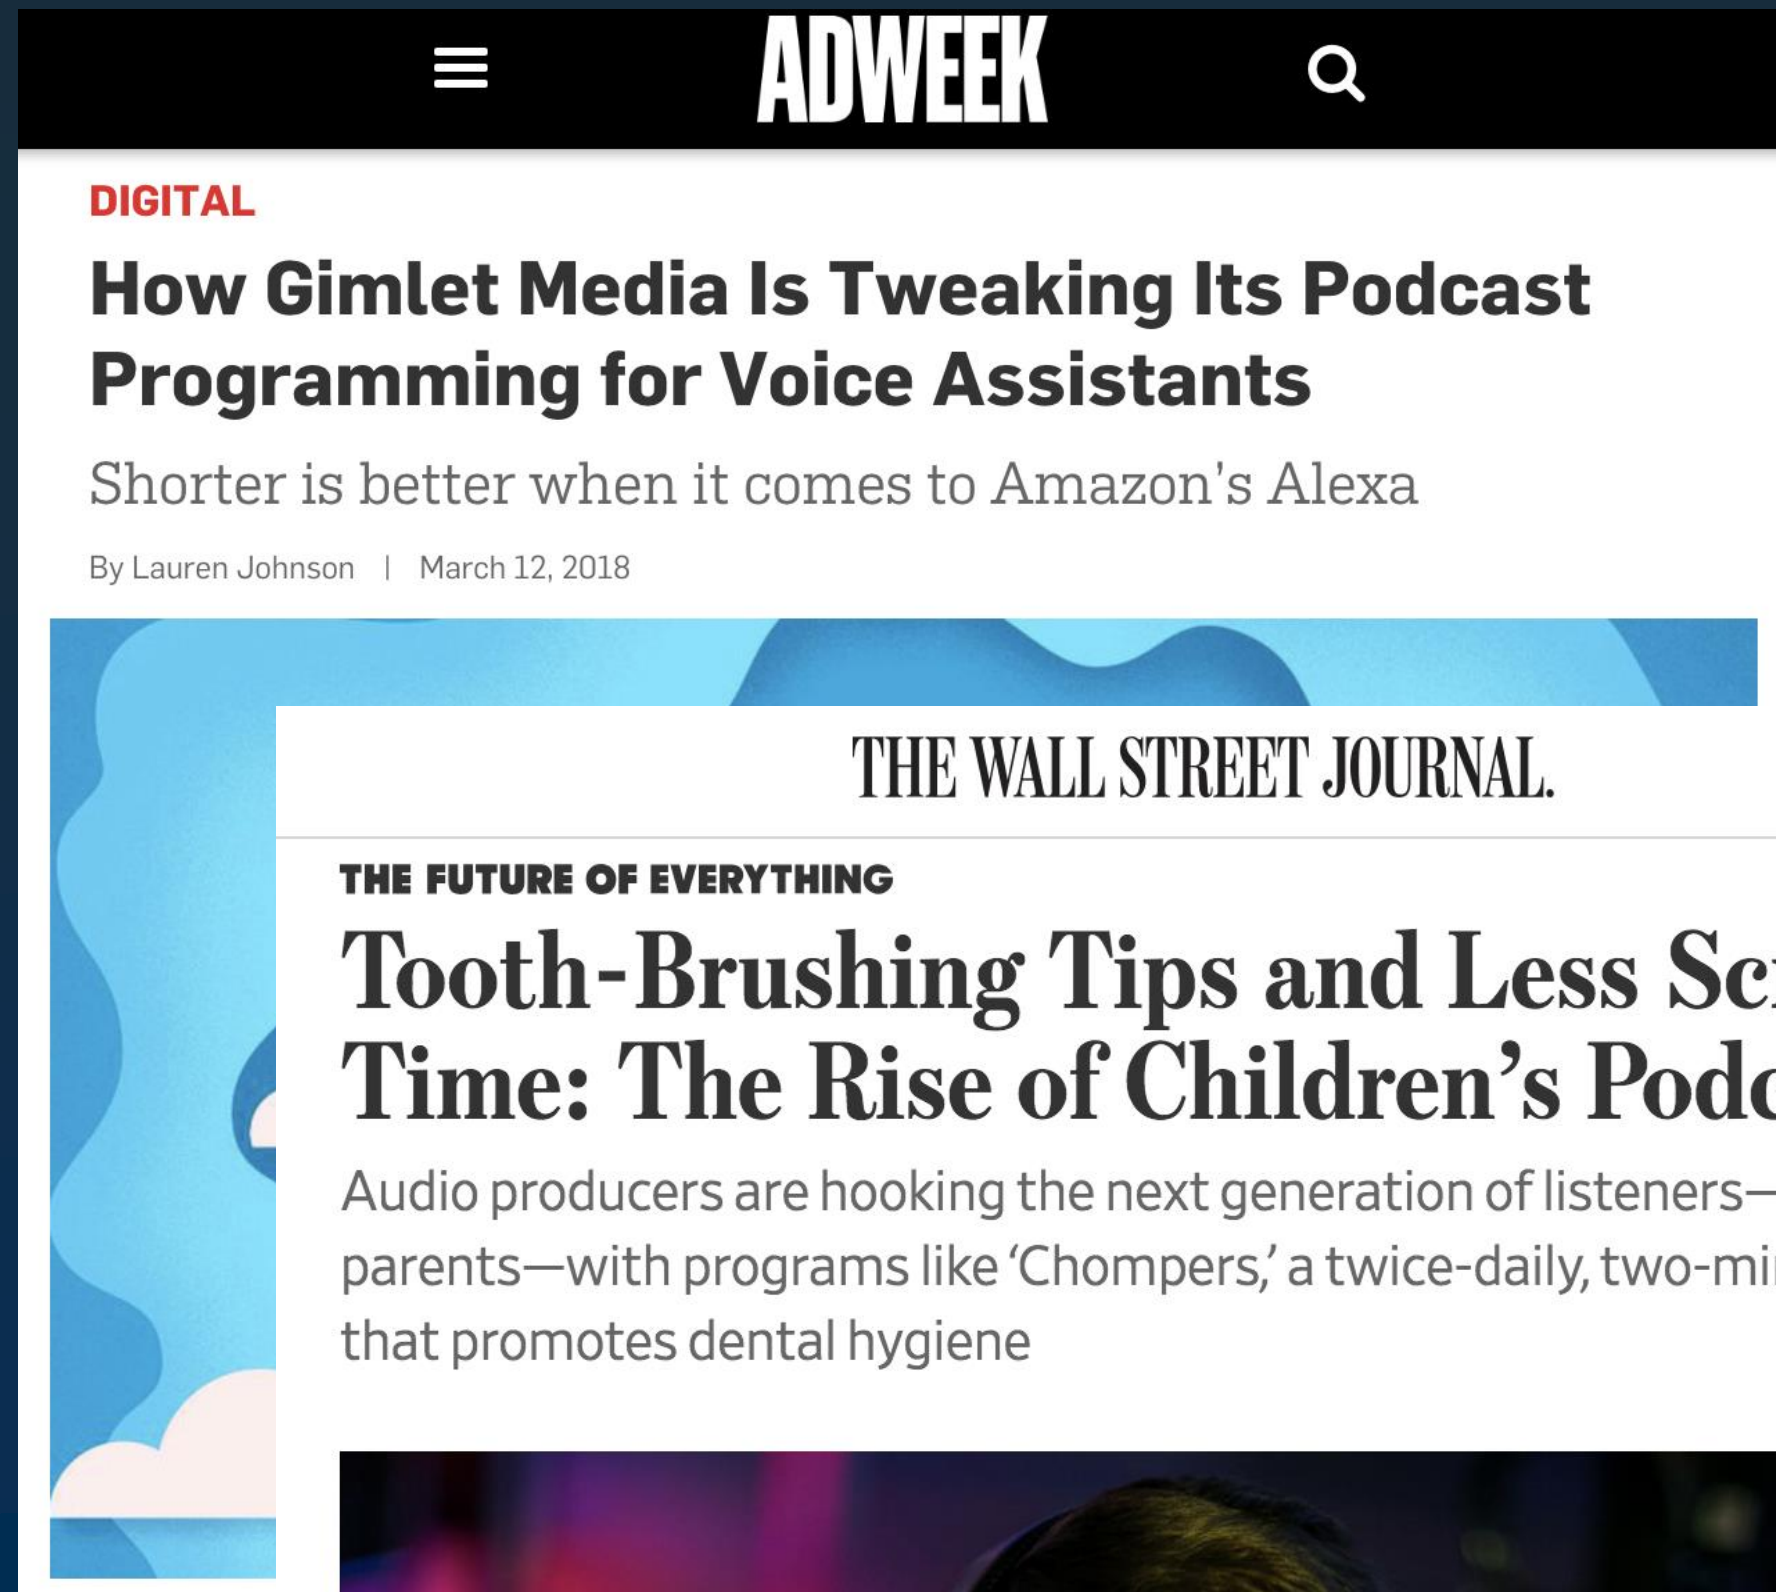 ADWEEK
DIGITAL
How Gimlet Media Is Tweaking Its Podcast
Programming for Voice Assistants
Shorter is better when it comes to Amazon's Alexa
By Lauren Johnson | March 12, 2018
THE WALL STREET JOURNAL.
THE FUTURE OF EVERYTHING
Tooth-Brushing Tips and Less
Time: The Rise of Children’s
Audio producers are hooking the next generation of listeners—
parents—with programs like ‘Chompers,’ a twice-daily,
that promotes dental hygiene